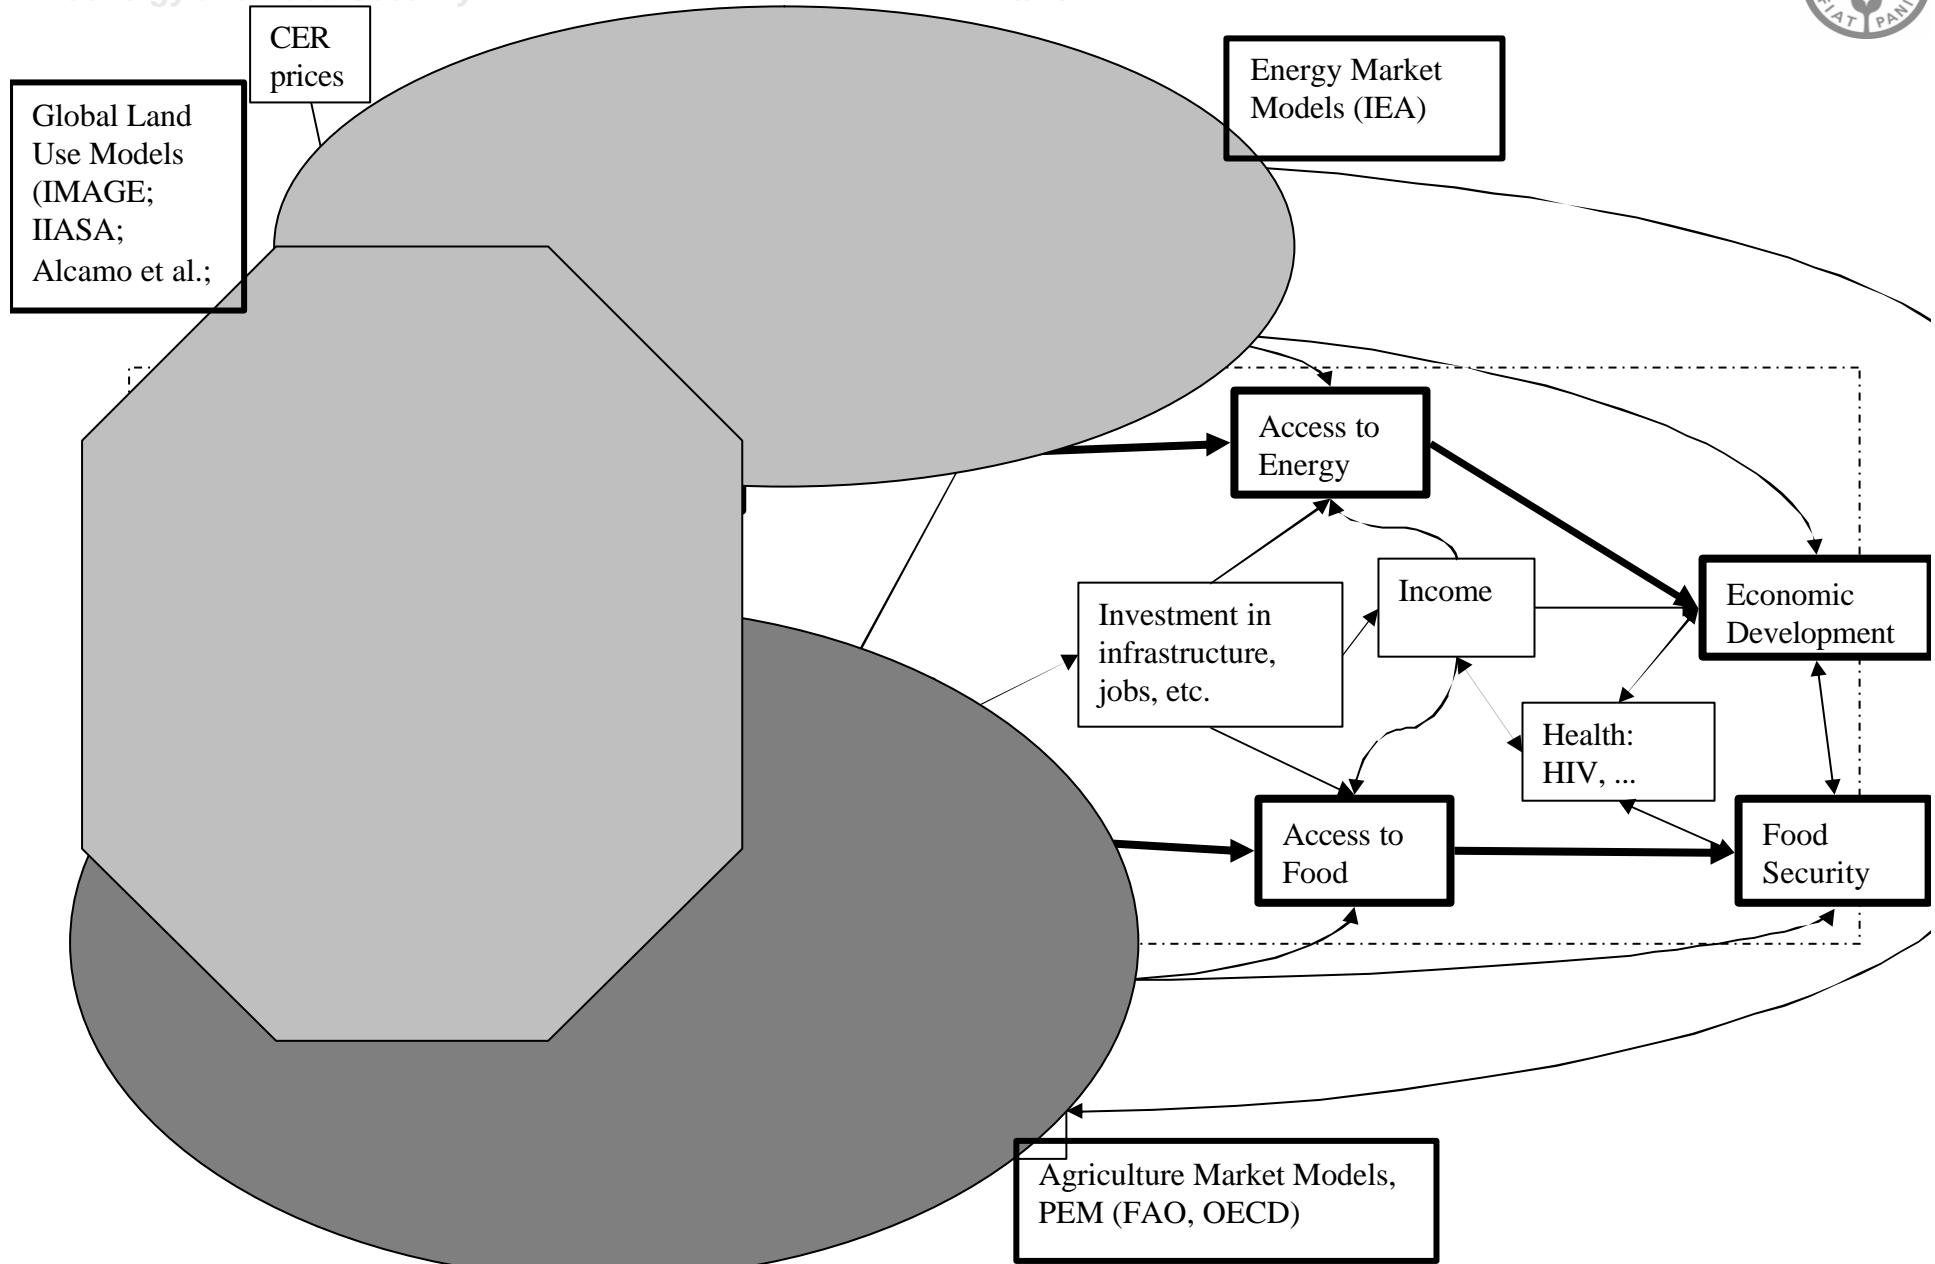 FIAT PANI
CER
prices
Energy Market
Models (IEA)
Global Land
Use Models
(IMAGE;
IIASA;
Alcamo et al.;
Access to
Energy
Income
Economic
Development
Investment in
infrastructure,
jobs, etc.
Health:
HIV, ...
Access to
Food
Food
Security
Agriculture Market Models,
PEM (FAO, OECD)